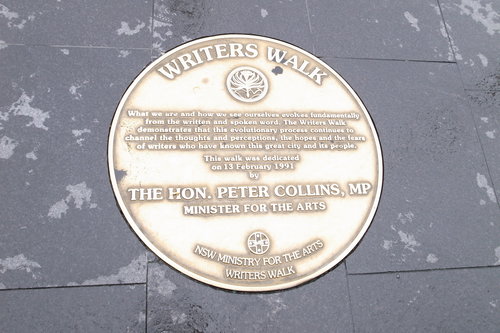 WRITERS WALK
What we are and how we see ourselves evolves fundamentally
from the written and spoken word. The Writers Walk
demonstrates that this evolutionary process continues to
channel the thoughts and perceptions, the hopes and the fears
of writers who have known this great city and its people.
This walk was dedicated
on 13 February 1991
by
THE HON. PETER COLLINS, MP
MINISTER FOR THE ARTS
NSW MINISTRY FOR THE ARTS
WRITERS WALK